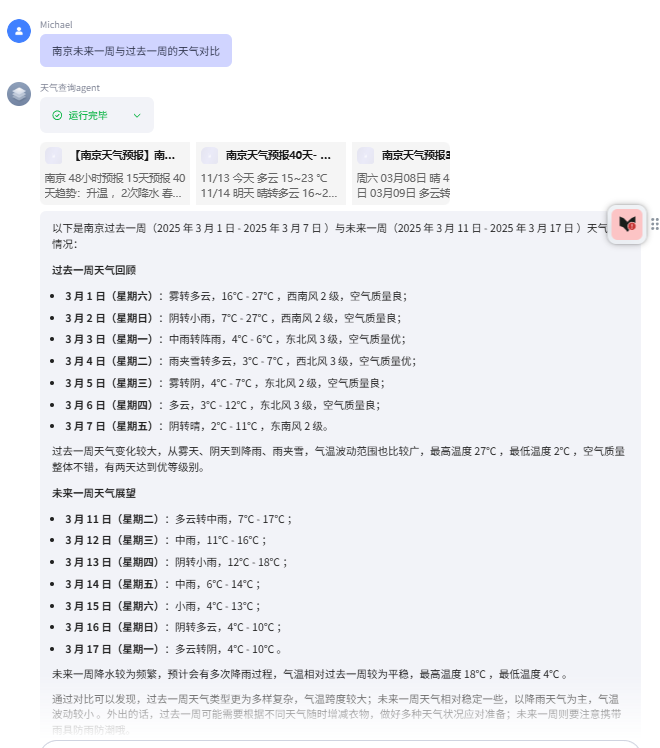 Michael
南京未来一周与过去一周的天气对比
天气查询agent
运行完毕
【南京天气预报】南...
南京 48小时预报 15天预报 40
天趋势：升温 ，2次降水 春...
南京天气预报40天- ...
11/13 今天 多云 15~23 ℃
11/14 明天 晴转多云 16~2...
南京天气预报
周六 03月08日 晴 4
日 03月09日 多云转
以下是南京过去一周（2025 年 3 月 1 日 - 2025 年 3 月 7 日 ）与未来一周（2025 年 3 月 11 日 - 2025 年 3 月 17 日 ）天气
情况：
过去一周天气回顾
3 月 1 日（星期六）：雾转多云，16℃ - 27℃ ，西南风 2 级，空气质量良；
3 月 2 日（星期日）：阴转小雨，7℃ - 27℃ ，西南风 2 级，空气质量良；
3 月 3 日（星期一）：中雨转阵雨，4℃ - 6℃ ，东北风 3 级，空气质量优；
3 月 4 日（星期二）：雨夹雪转多云，3℃ - 7℃ ，西北风 3 级，空气质量优；
3 月 5 日（星期三）：雾转阴，4℃ - 7℃ ，东北风 2 级，空气质量良；
3 月 6 日（星期四）：多云，3℃ - 12℃ ，东北风 3 级，空气质量良；
3 月 7 日（星期五）：阴转晴，2℃ - 11℃ ，东南风 2 级。
过去一周天气变化较大，从雾天、阴天到降雨、雨夹雪，气温波动范围也比较广，最高温度 27℃ ，最低温度 2℃ ，空气质量
整体不错，有两天达到优等级别。
未来一周天气展望
3 月 11 日（星期二）：多云转中雨，7℃ - 17℃ ；
3 月 12 日（星期三）：中雨，11℃ - 16℃ ；
3 月 13 日（星期四）：阴转小雨，12℃ - 18℃ ；
3 月 14 日（星期五）：中雨，6℃ - 14℃ ；
3 月 15 日（星期六）：小雨，4℃ - 13℃ ；
3 月 16 日（星期日）：阴转多云，4℃ - 10℃ ；
3 月 17 日（星期一）：多云转阴，4℃ - 10℃ 。
未来一周降水较为频繁，预计会有多次降雨过程，气温相对过去一周较为平稳，最高温度 18℃ ，最低温度 4℃ 。
通过对比可以发现，过去一周天气类型更为多样复杂，气温跨度较大；未来一周天气相对稳定一些，以降雨天气为主，气温
波动较小 。外出的话，过去一周可能需要根据不同天气随时增减衣物，做好多种天气状况应对准备；未来一周则要注意携带
雨具防雨防潮哦。